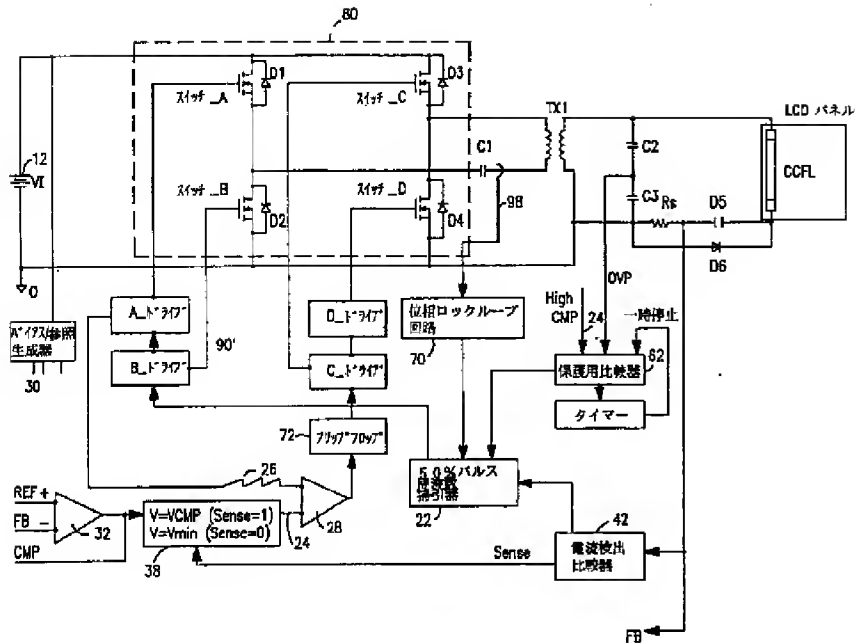 80
D1
D3
スイッチ_A
スイッチ_C
TX1
LCD パネル
12
VI
C1
C2
CCFL
スイッチ_B
スイッチ_D
C3
Rs
D5
D2
D4
98
D6
0
OVP
A_ドライブ
D_ドライブ
位相ロックループ
回路
High
CMP
24
一時停止
バイアス/参照
生成器
90'
70
保護用比較器
62
30
B_ドライブ
C_ドライブ
タイマー
72
フリップフロップ
26
50%パルス
周波数
掃引器
22
REF +
FB -
32
CMP
V=VCMP (Sense=1)
V=Vmin (Sense=0)
38
24
28
42
電流検出
比較器
Sense
FB